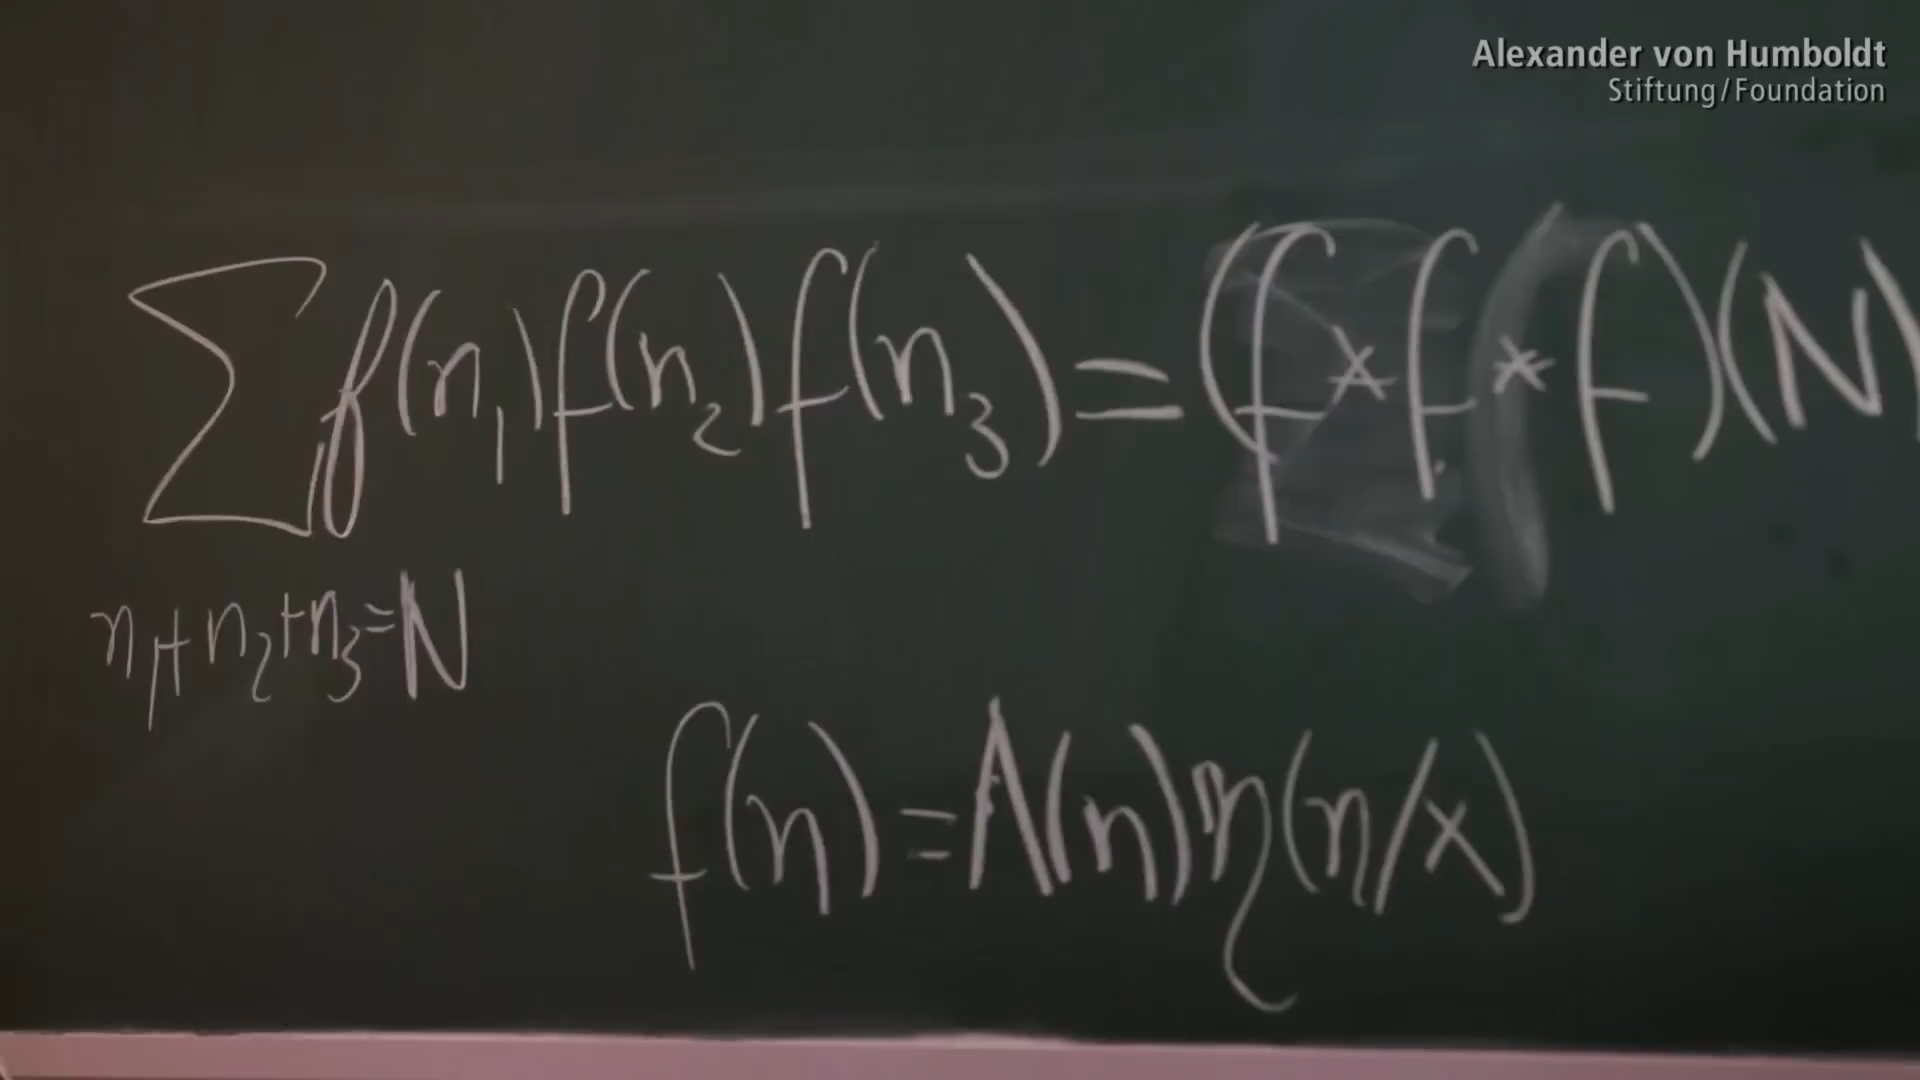 Alexander von Humboldt
Stiftung/Foundation
∑ f(n₁)f(n₂)f(n₃) = (f*f*f)(N)
n₁+n₂+n₃=N
f(n) = Λ(n)η(n/x)